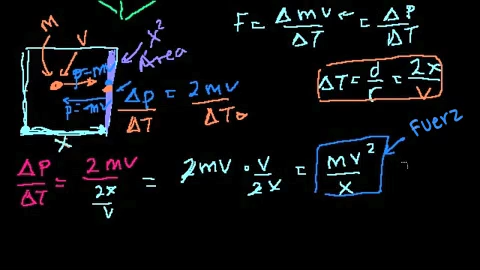 M
V
x²
Area
F = ΔmV/ΔT = ΔP/ΔT
p=mv
p=-mv
x
Δp/ΔT = 2mv/ΔT
ΔT = d/r = 2x/V
Fuerz
ΔP/ΔT = 2mv/(2x/v) = 2mv · v/2x = mv²/x